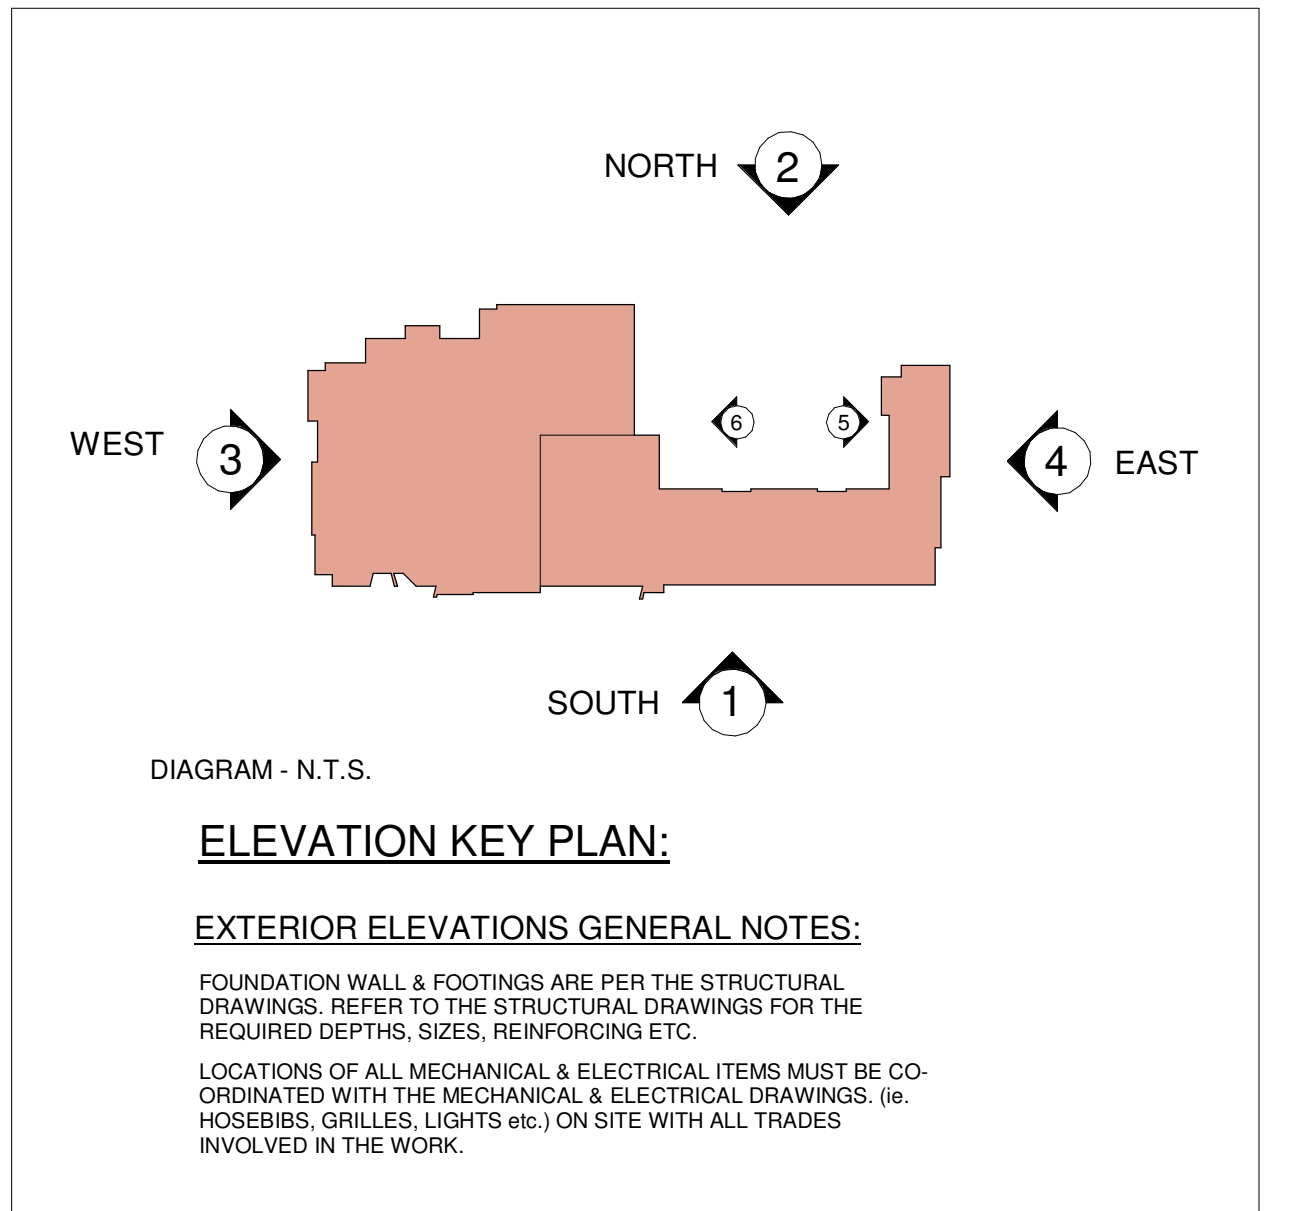 NORTH 2
6 5
WEST 3
4 EAST
SOUTH 1
DIAGRAM - N.T.S.
ELEVATION KEY PLAN:
EXTERIOR ELEVATIONS GENERAL NOTES:
FOUNDATION WALL & FOOTINGS ARE PER THE STRUCTURAL
DRAWINGS. REFER TO THE STRUCTURAL DRAWINGS FOR THE
REQUIRED DEPTHS, SIZES, REINFORCING ETC.
LOCATIONS OF ALL MECHANICAL & ELECTRICAL ITEMS MUST BE CO-
ORDINATED WITH THE MECHANICAL & ELECTRICAL DRAWINGS. (ie.
HOSEBIBS, GRILLES, LIGHTS etc.) ON SITE WITH ALL TRADES
INVOLVED IN THE WORK.